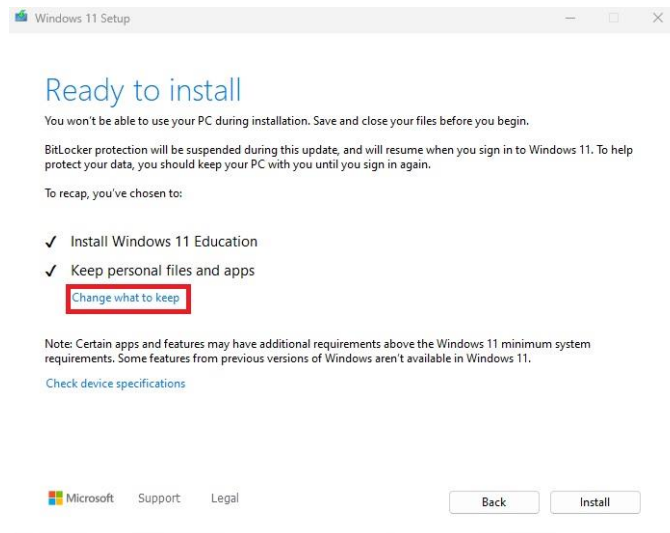 Windows 11 Setup
Ready to install
You won't be able to use your PC during installation. Save and close your files before you begin.
BitLocker protection will be suspended during this update, and will resume when you sign in to Windows 11. To help
protect your data, you should keep your PC with you until you sign in again.
To recap, you've chosen to:
Install Windows 11 Education
Keep personal files and apps
Change what to keep
Note: Certain apps and features may have additional requirements above the Windows 11 minimum system
requirements. Some features from previous versions of Windows aren't available in Windows 11.
Check device specifications
Microsoft Support Legal Back Install